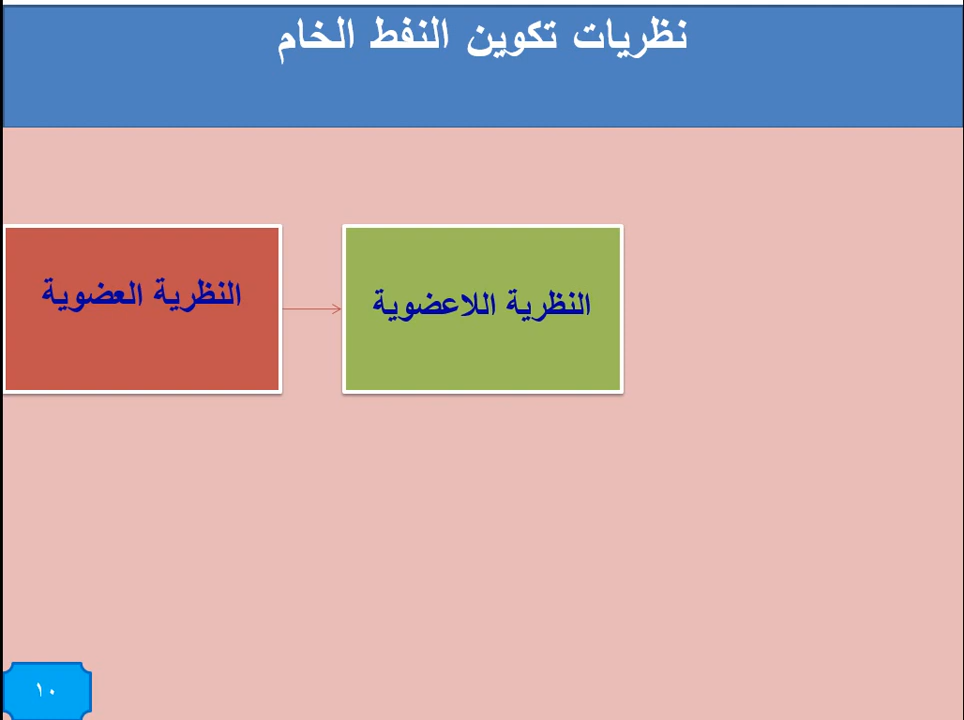 نظريات تكوين النفط الخام
النظرية اللاعضوية
النظرية العضوية
١٠